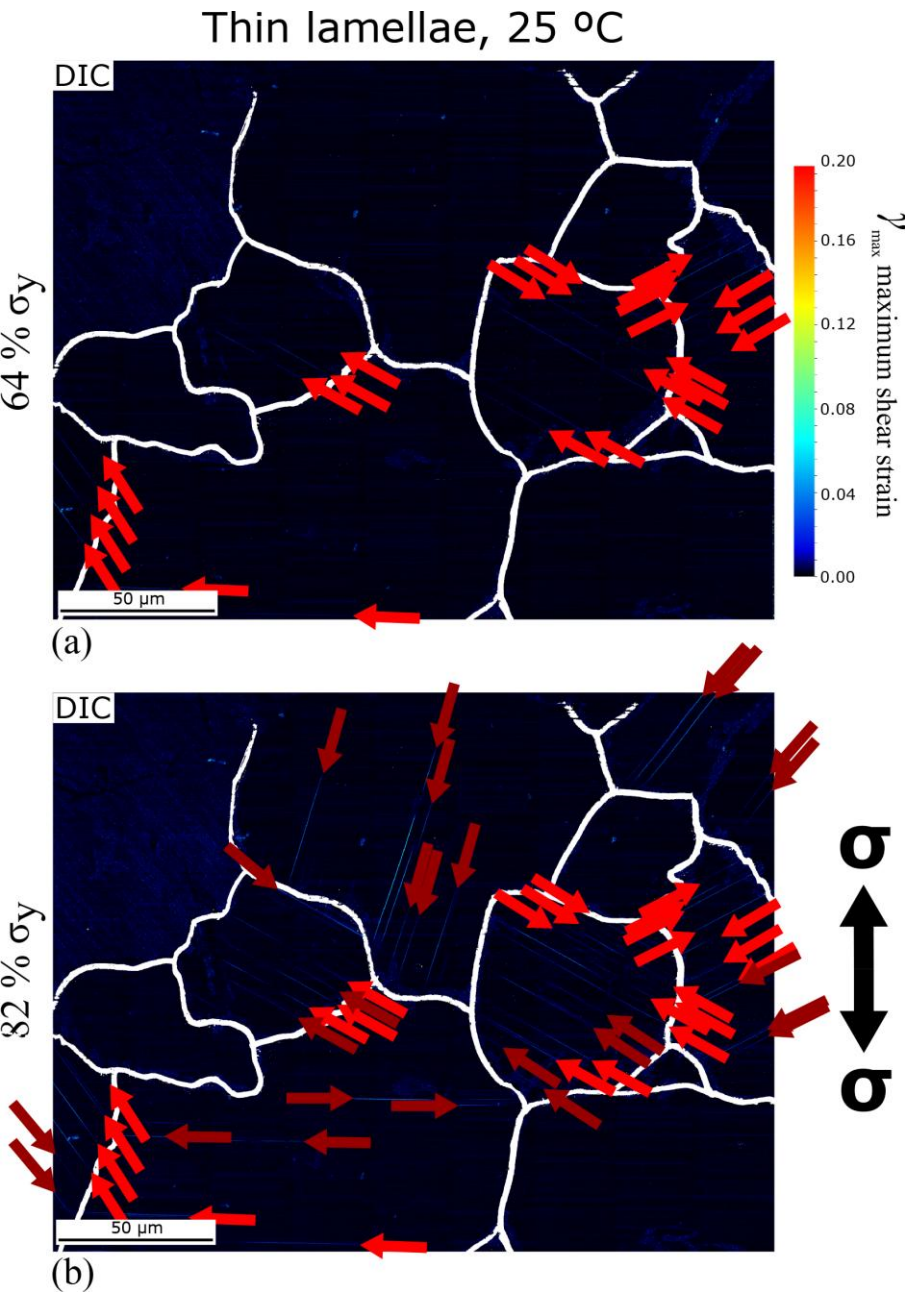 Thin lamellae, 25 ºC
DIC
64 % σy
0.20
0.16
0.12
0.08
0.04
0.00
γmax maximum shear strain
50 µm
(a)
DIC
82 % σy
σ
σ
50 µm
(b)